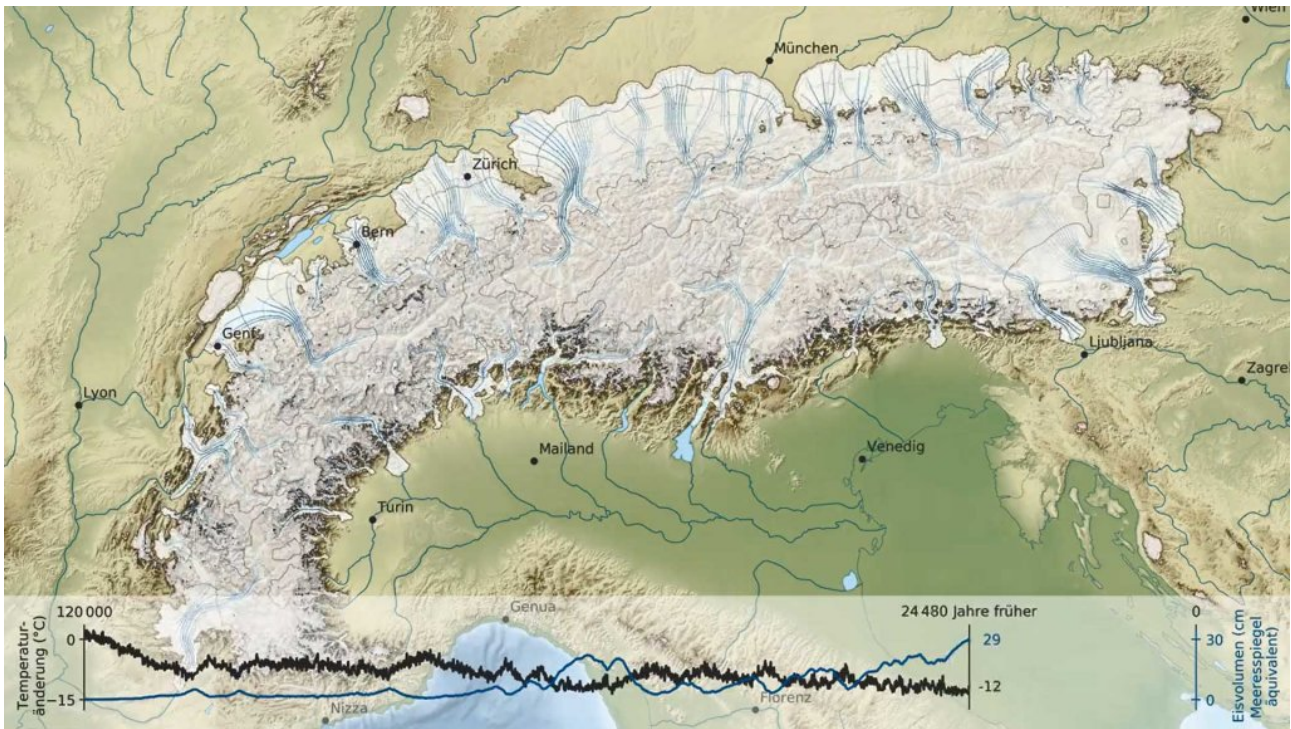 Wien
München
Zürich
Bern
Genf
Ljubljana
Lyon
Zagreb
Mailand
Venedig
Turin
120 000
Genua
24 480 Jahre früher
0
Temperatur-
änderung (°C)
0
29
30
Eisvolumen (cm
Meeresspiegel
äquivalent)
-12
−15
0
Florenz
Nizza